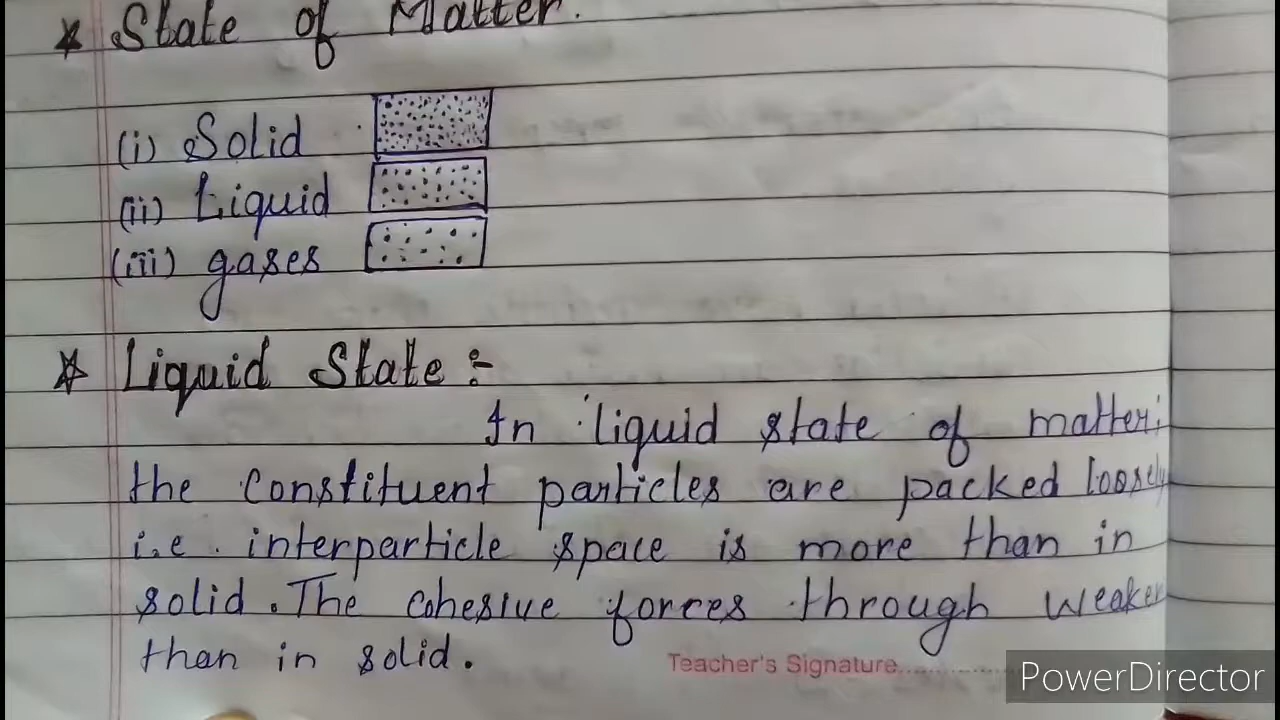 ☆ State of Matter.
(i) Solid
(ii) Liquid
(iii) gases
☆ Liquid State :-
In liquid state of matter;
the constituent particles are packed loosely
i.e. interparticle space is more than in
solid. The cohesive forces through weaker
than in solid.
Teacher's Signature..................
PowerDirector